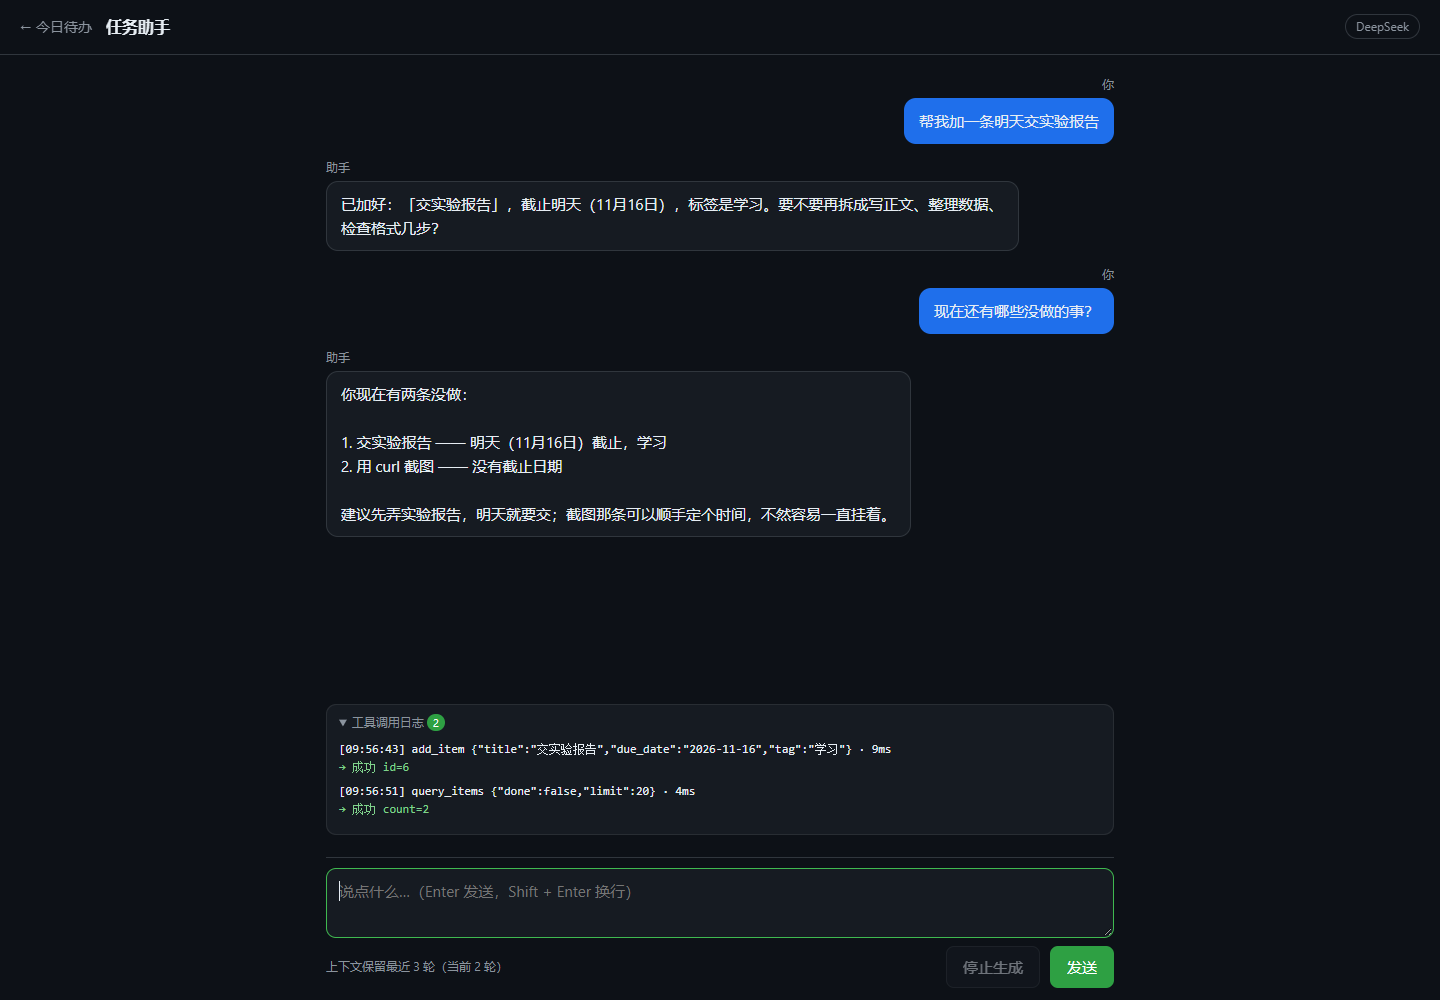 ← 今日待办 任务助手 DeepSeek
你
帮我加一条明天交实验报告
助手
已加好：「交实验报告」，截止明天（11月16日），标签是学习。要不要再拆成写正文、整理数据、
检查格式几步？
你
现在还有哪些没做的事？
助手
你现在有两条没做：
1. 交实验报告 —— 明天（11月16日）截止，学习
2. 用 curl 截图 —— 没有截止日期
建议先弄实验报告，明天就要交；截图那条可以顺手定个时间，不然容易一直挂着。
▼ 工具调用日志 2
[09:56:43] add_item {"title":"交实验报告","due_date":"2026-11-16","tag":"学习"} · 9ms
→ 成功 id=6
[09:56:51] query_items {"done":false,"limit":20} · 4ms
→ 成功 count=2
说点什么...（Enter 发送，Shift + Enter 换行）
上下文保留最近 3 轮（当前 2 轮） 停止生成 发送